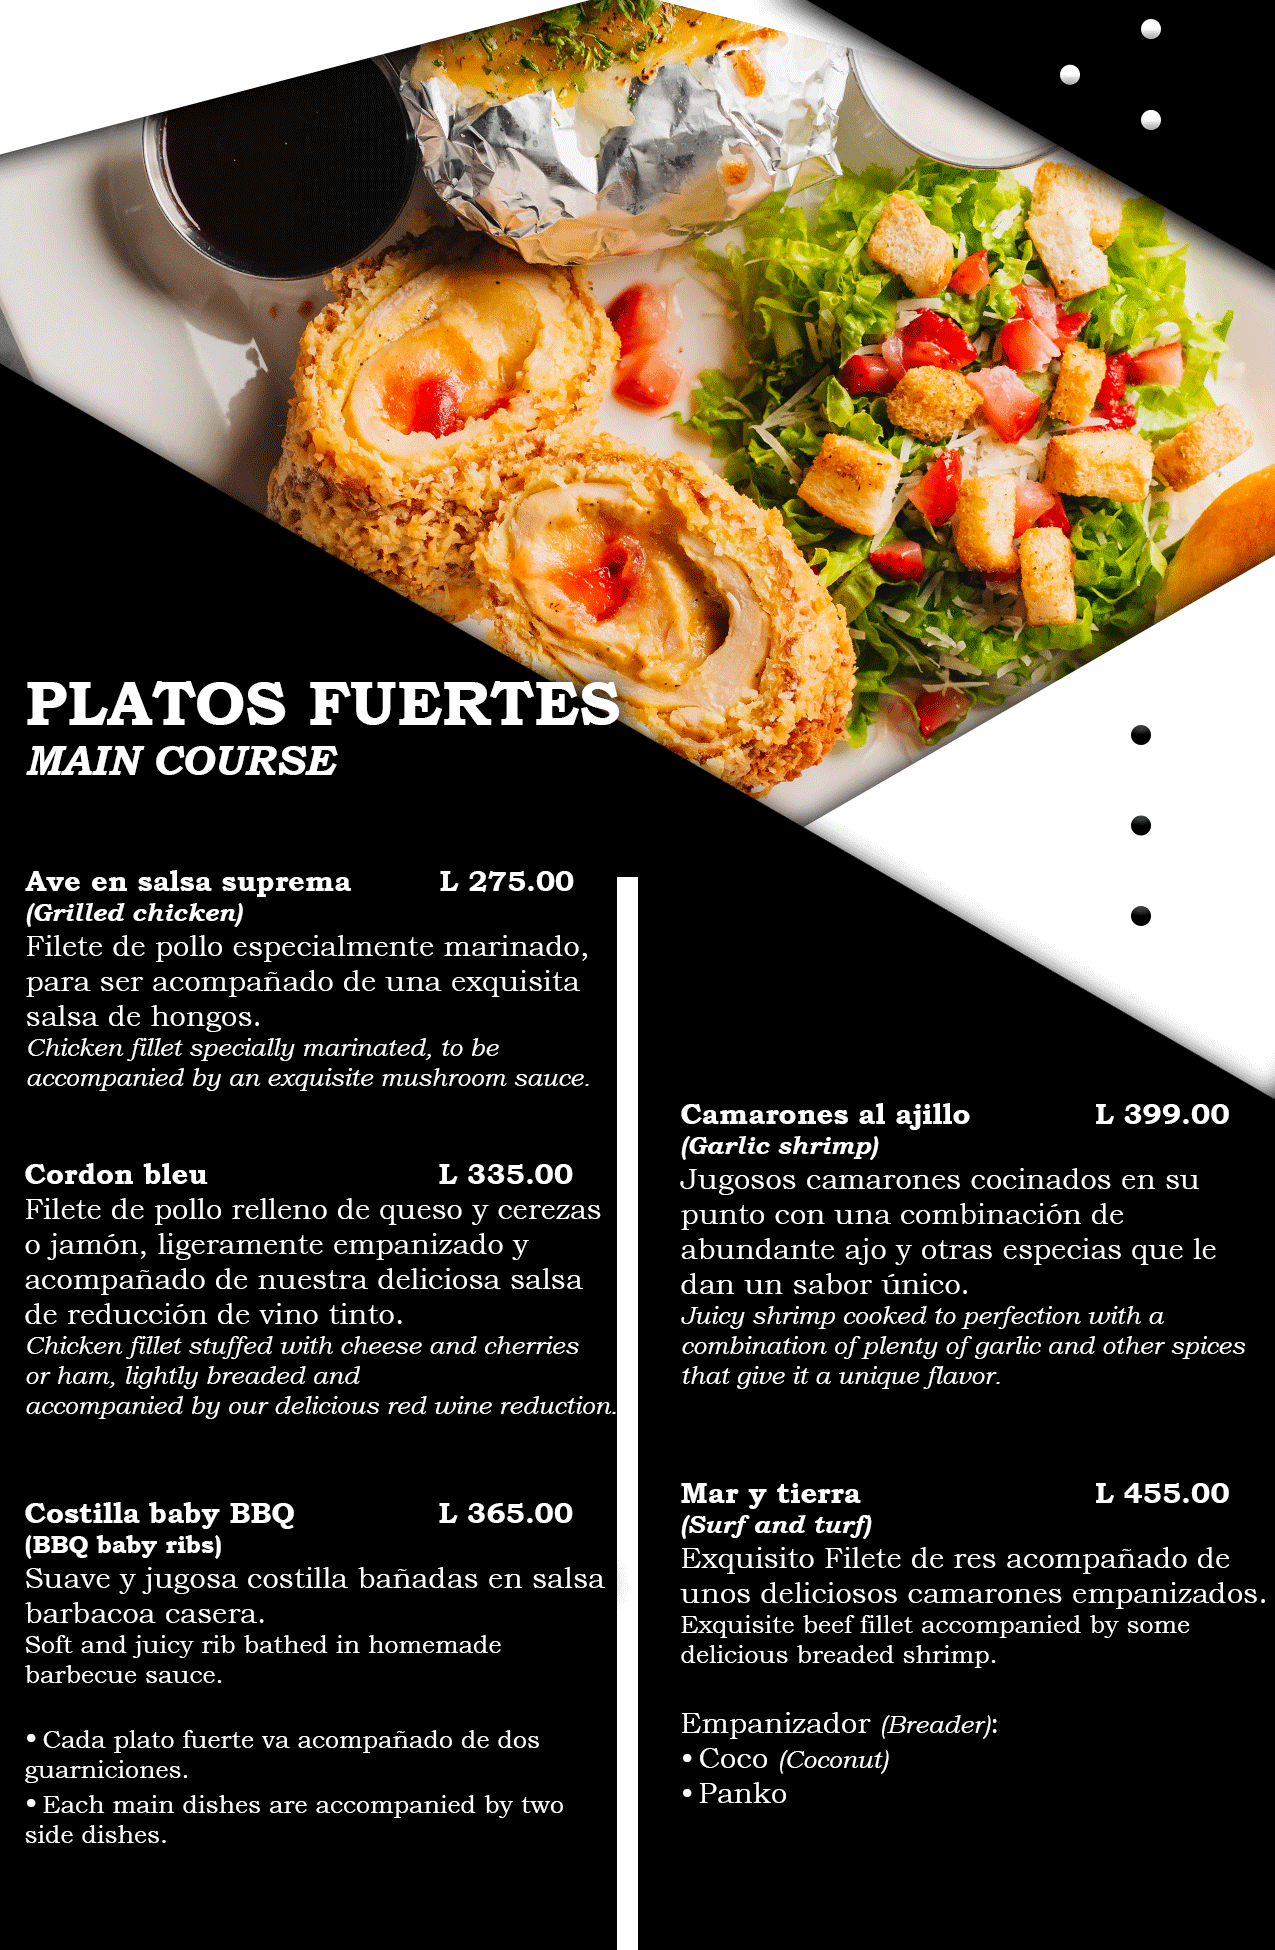 PLATOS FUERTES
MAIN COURSE
Ave en salsa suprema L 275.00
(Grilled chicken)
Filete de pollo especialmente marinado,
para ser acompañado de una exquisita
salsa de hongos.
Chicken fillet specially marinated, to be
accompanied by an exquisite mushroom sauce.
Cordon bleu L 335.00
Filete de pollo relleno de queso y cerezas
o jamón, ligeramente empanizado y
acompañado de nuestra deliciosa salsa
de reducción de vino tinto.
Chicken fillet stuffed with cheese and cherries
or ham, lightly breaded and
accompanied by our delicious red wine reduction.
Costilla baby BBQ L 365.00
(BBQ baby ribs)
Suave y jugosa costilla bañadas en salsa
barbacoa casera.
Soft and juicy rib bathed in homemade
barbecue sauce.
• Cada plato fuerte va acompañado de dos
guarniciones.
• Each main dishes are accompanied by two
side dishes.
Camarones al ajillo L 399.00
(Garlic shrimp)
Jugosos camarones cocinados en su
punto con una combinación de
abundante ajo y otras especias que le
dan un sabor único.
Juicy shrimp cooked to perfection with a
combination of plenty of garlic and other spices
that give it a unique flavor.
Mar y tierra L 455.00
(Surf and turf)
Exquisito Filete de res acompañado de
unos deliciosos camarones empanizados.
Exquisite beef fillet accompanied by some
delicious breaded shrimp.
Empanizador (Breader):
• Coco (Coconut)
• Panko